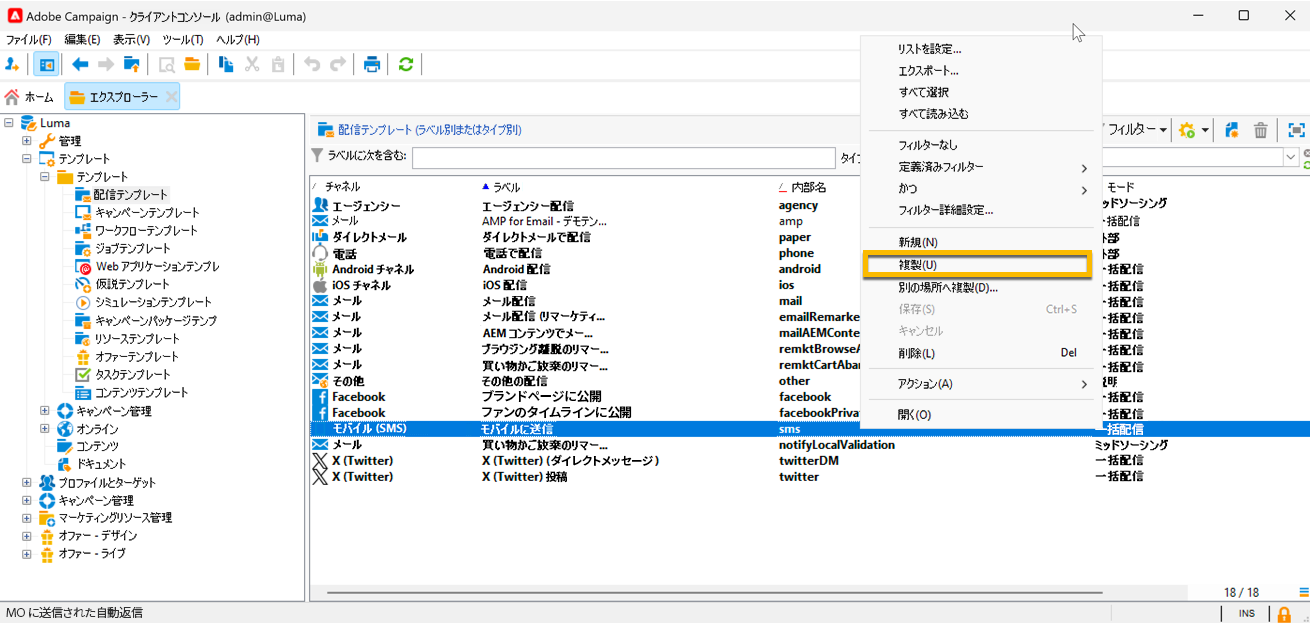 Adobe Campaign - クライアントコンソール (admin@Luma)
ファイル(F) 編集(E) 表示(V) ツール(T) ヘルプ(H)
ホーム エクスプローラー
Luma
管理
テンプレート
テンプレート
配信テンプレート
キャンペーンテンプレート
ワークフローテンプレート
ジョブテンプレート
Web アプリケーションテンプレ
仮説テンプレート
シミュレーションテンプレート
キャンペーンパッケージテンプ
リソーステンプレート
オファーテンプレート
タスクテンプレート
コンテンツテンプレート
キャンペーン管理
オンライン
コンテンツ
ドキュメント
プロファイルとターゲット
キャンペーン管理
マーケティングリソース管理
オファー - デザイン
オファー - ライブ
配信テンプレート (ラベル別またはタイプ別) フィルター
ラベルに次を含む: タイ
チャネル ラベル 内部名 モード
エージェンシー エージェンシー配信 agency ッドソーシング
メール AMP for Email - デモテン... amp 括配信
ダイレクトメール ダイレクトメールで配信 paper 部
電話 電話で配信 phone 部
Android チャネル Android 配信 android 括配信
iOS チャネル iOS 配信 ios 括配信
メール メール配信 mail 括配信
メール メール配信 (リマーケティ... emailRemarke 括配信
メール AEM コンテンツでメー... mailAEMConte 括配信
メール ブラウジング離脱のリマー... remktBrowseA 括配信
メール 買い物かご放棄のリマー... remktCartAban 括配信
その他 その他の配信 other 明
Facebook ブランドページに公開 facebook 括配信
Facebook ファンのタイムラインに公開 facebookPrivat 括配信
モバイル (SMS) モバイルに送信 sms 一括配信
メール 買い物かご放棄のリマー... notifyLocalValidation ミッドソーシング
X (Twitter) X (Twitter) (ダイレクトメッセージ) twitterDM 一括配信
X (Twitter) X (Twitter) 投稿 twitter 一括配信
リストを設定...
エクスポート...
すべて選択
すべて読み込む
フィルターなし
定義済みフィルター
かつ
フィルター詳細設定...
新規(N)
複製(U)
別の場所へ複製(D)...
保存(S) Ctrl+S
キャンセル
削除(L) Del
アクション(A)
開く(O)
18 / 18
MO に送信された自動返信 INS